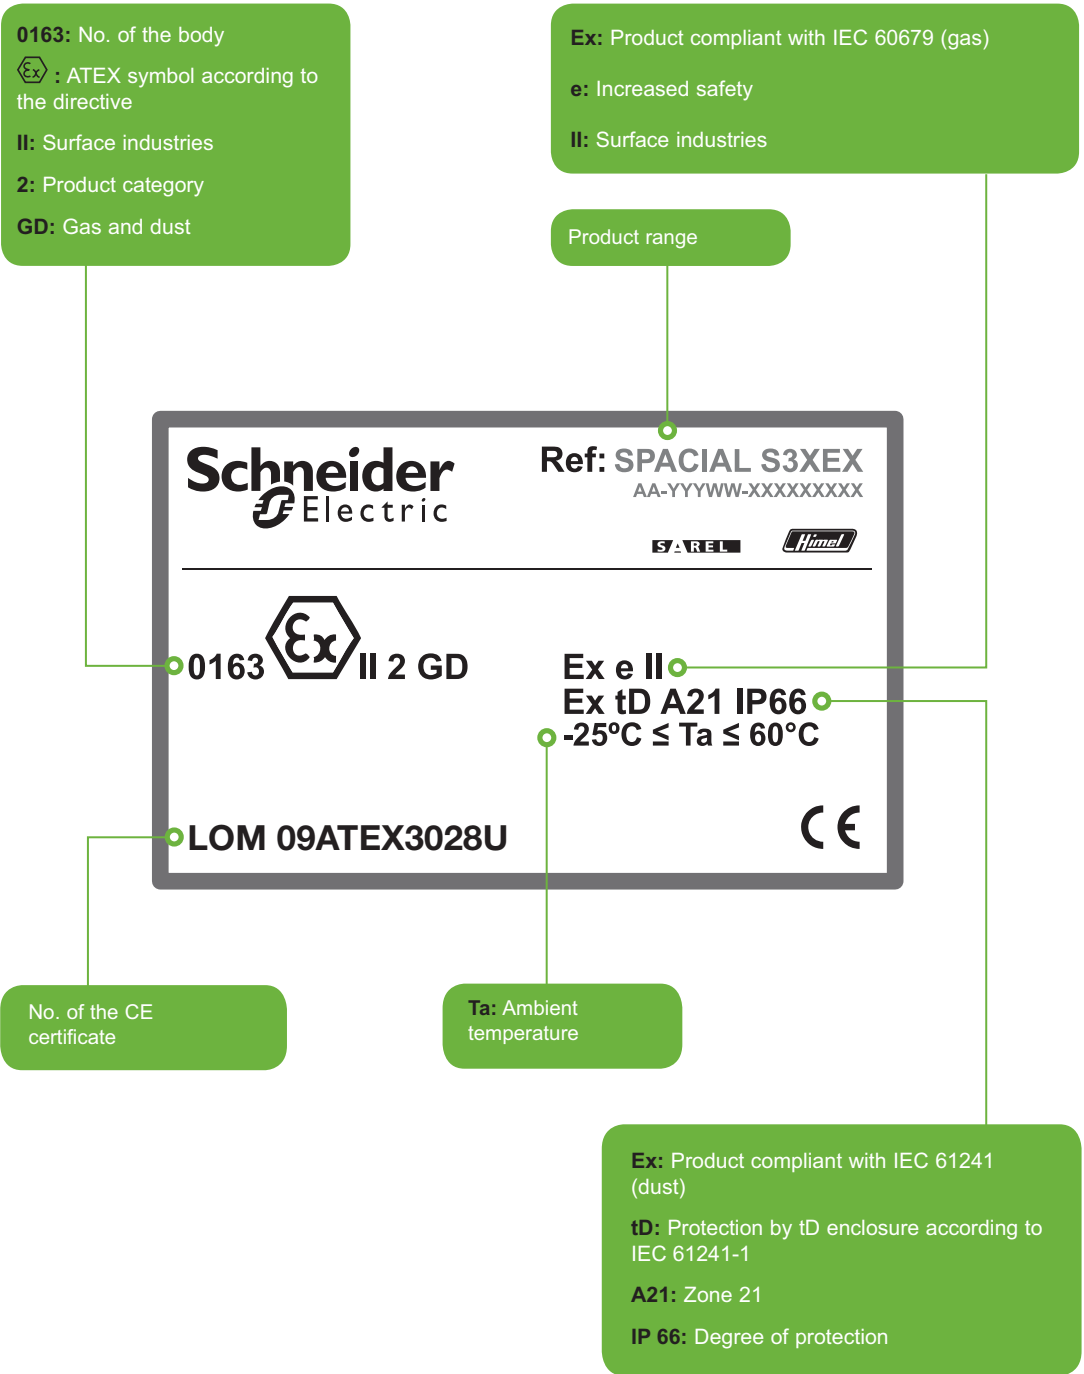 0163: No. of the body
Ex : ATEX symbol according to
the directive
II: Surface industries
2: Product category
GD: Gas and dust
Ex: Product compliant with IEC 60679 (gas)
e: Increased safety
II: Surface industries
Product range
Schneider
Electric
Ref: SPACIAL S3XEX
AA-YYYWW-XXXXXXXXX
SAREL Himel
0163 Ex II 2 GD
Ex e II
Ex tD A21 IP66
-25ºC ≤ Ta ≤ 60°C
LOM 09ATEX3028U
CE
No. of the CE
certificate
Ta: Ambient
temperature
Ex: Product compliant with IEC 61241
(dust)
tD: Protection by tD enclosure according to
IEC 61241-1
A21: Zone 21
IP 66: Degree of protection